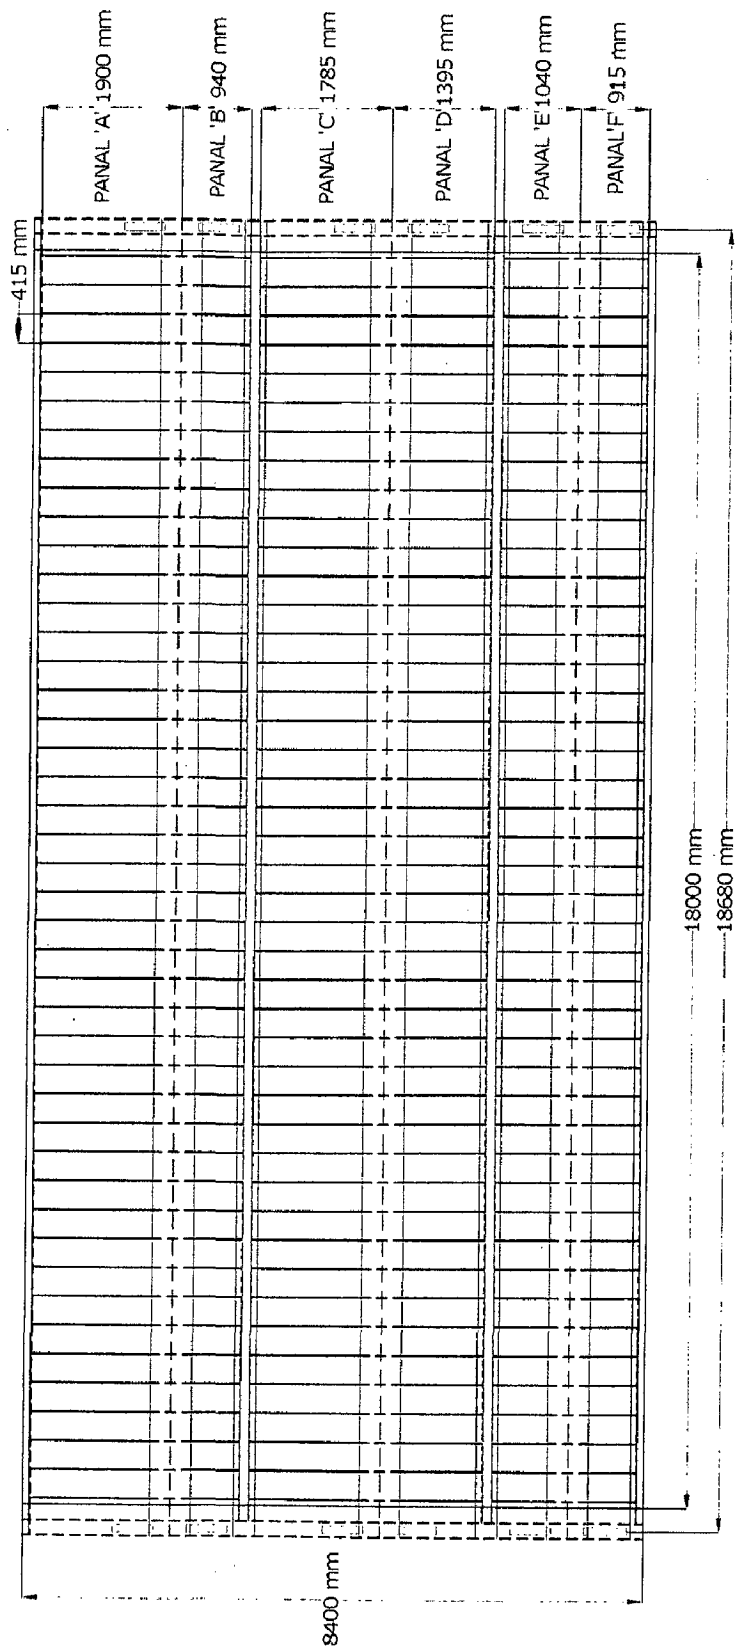 415 mm
PANAL 'A' 1900 mm
PANAL 'B' 940 mm
PANAL 'C' 1785 mm
PANAL 'D'1395 mm
PANAL 'E'1040 mm
PANAL'F' 915 mm
18000 mm
18680 mm
8400 mm